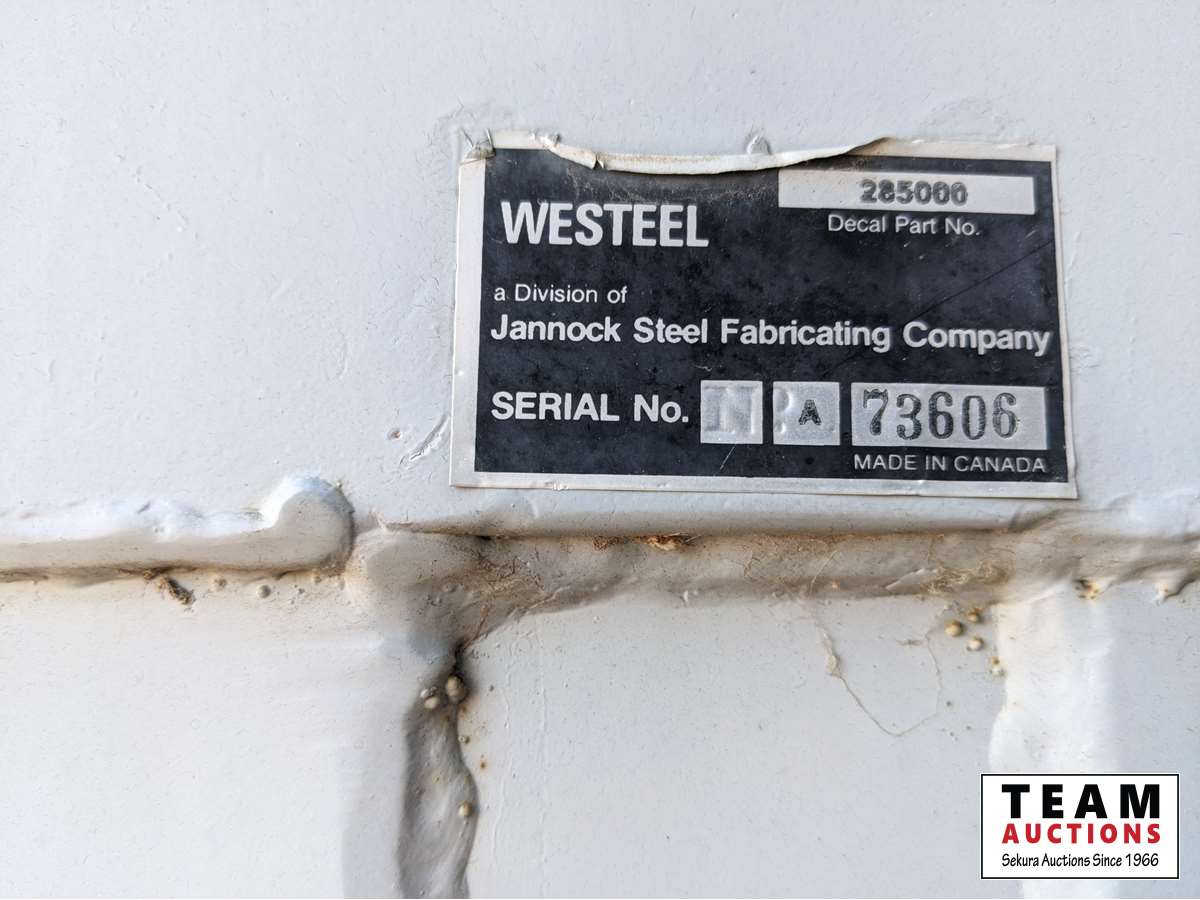 285000
Decal Part No.
WESTEEL
a Division of
Jannock Steel Fabricating Company
SERIAL No. N A 73606
MADE IN CANADA
TEAM
AUCTIONS
Sekura Auctions Since 1966